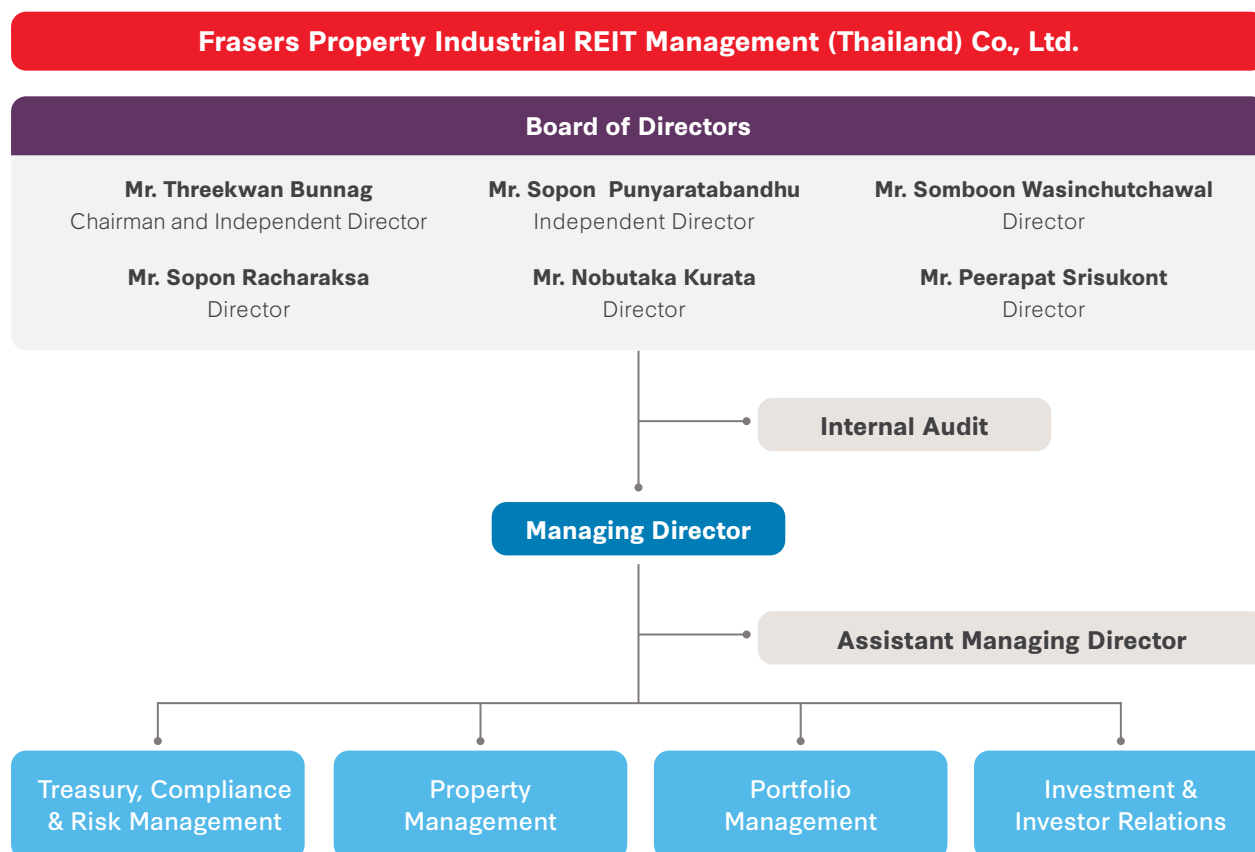 Frasers Property Industrial REIT Management (Thailand) Co., Ltd.
Board of Directors
Mr. Threekwan Bunnag
Chairman and Independent Director
Mr. Sopon Punyaratabandhu
Independent Director
Mr. Somboon Wasinchutchawal
Director
Mr. Sopon Racharaksa
Director
Mr. Nobutaka Kurata
Director
Mr. Peerapat Srisukont
Director
Internal Audit
Managing Director
Assistant Managing Director
Treasury, Compliance
& Risk Management
Property
Management
Portfolio
Management
Investment &
Investor Relations